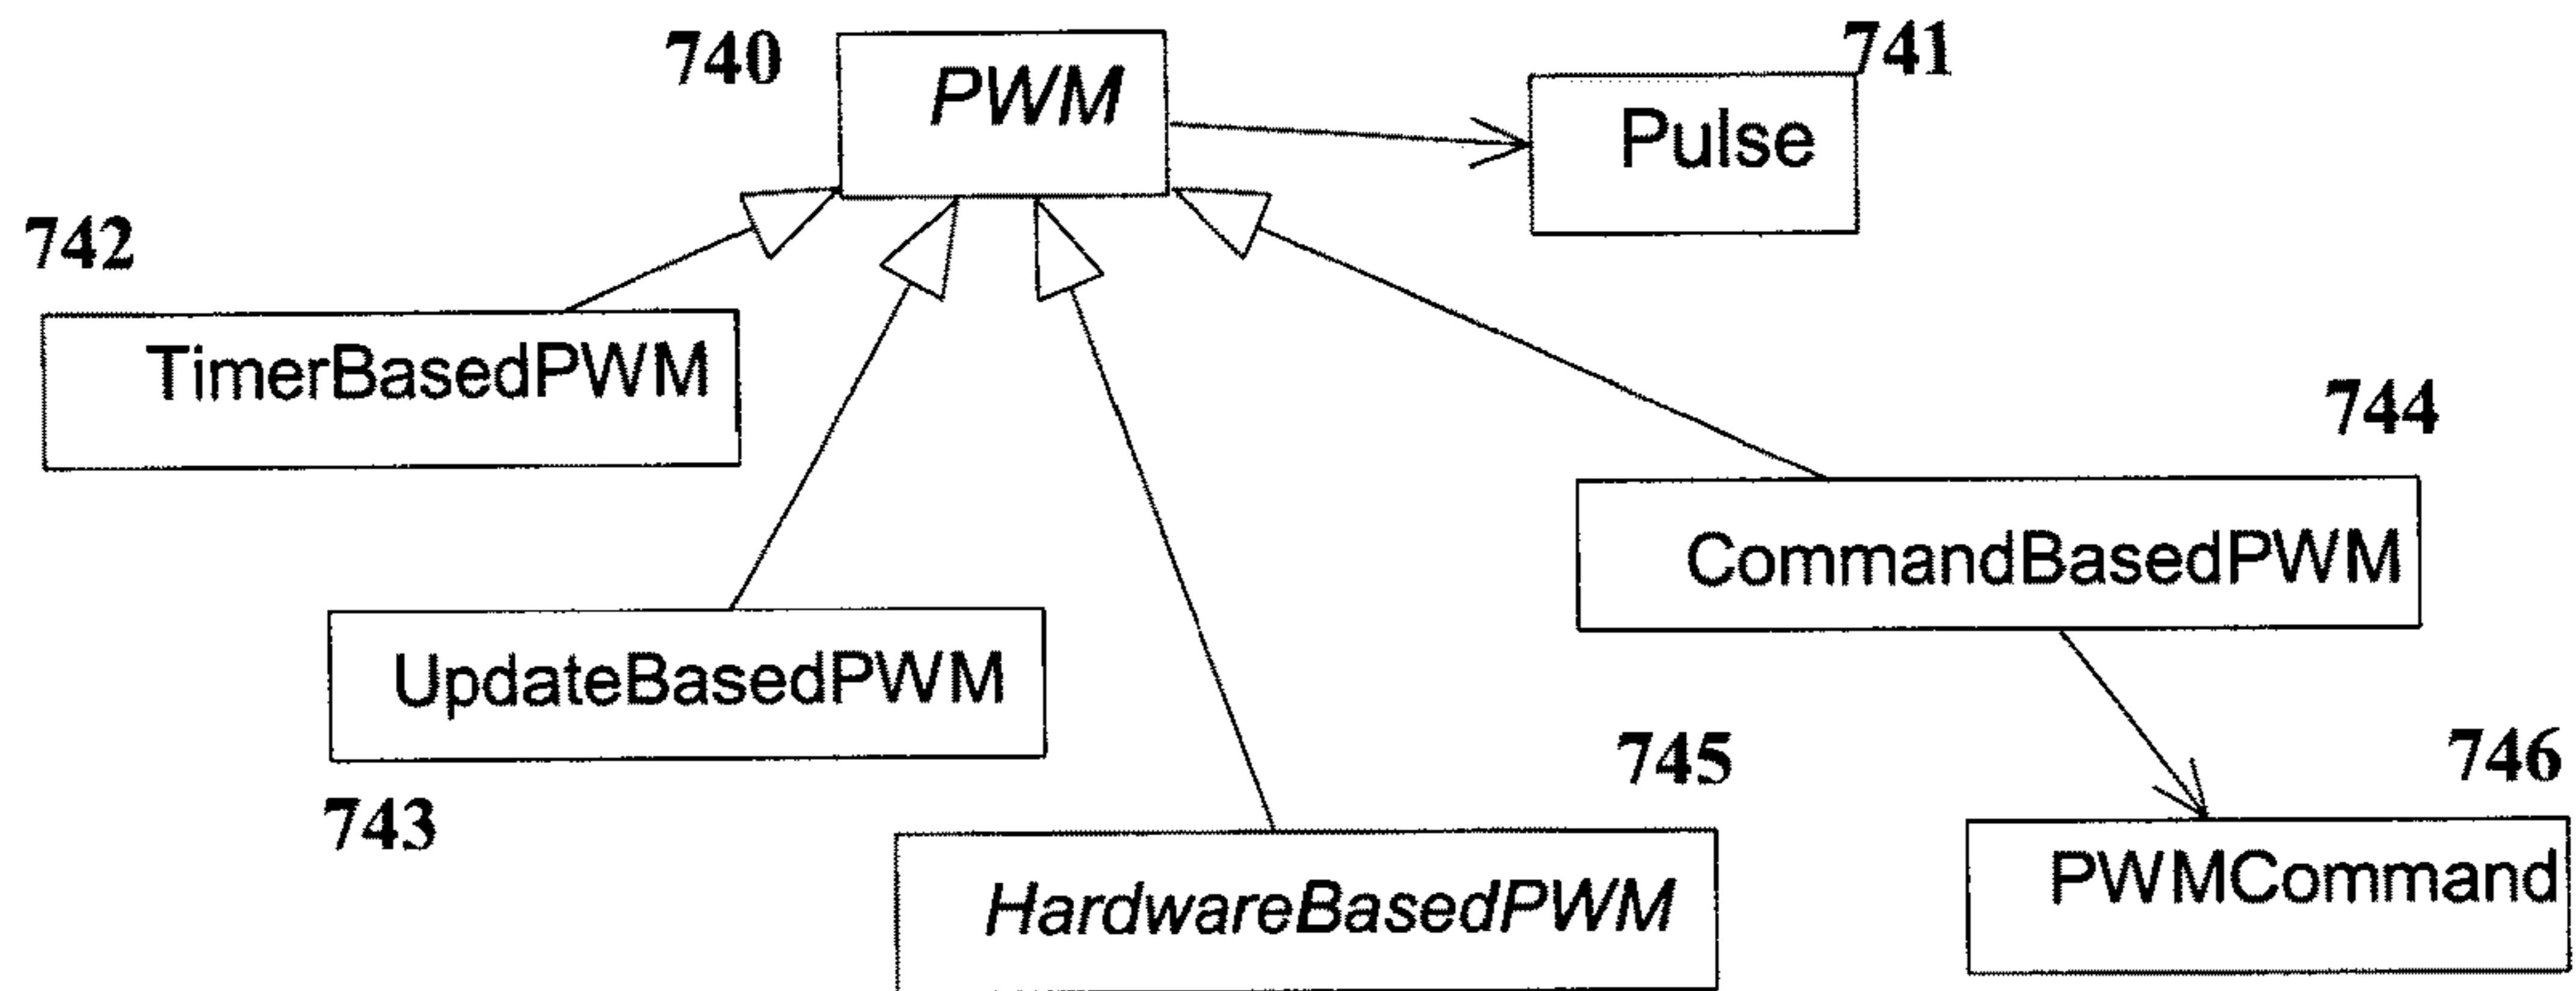 740
PWM
741
Pulse
742
TimerBasedPWM
744
CommandBasedPWM
UpdateBasedPWM
743
745
HardwareBasedPWM
746
PWMCommand